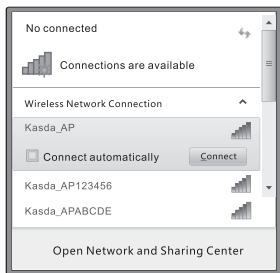 No connected
Connections are available
Wireless Network Connection
Kasda_AP
Connect automatically
Connect
Kasda_AP123456
Kasda_APABCDE
Open Network and Sharing Center